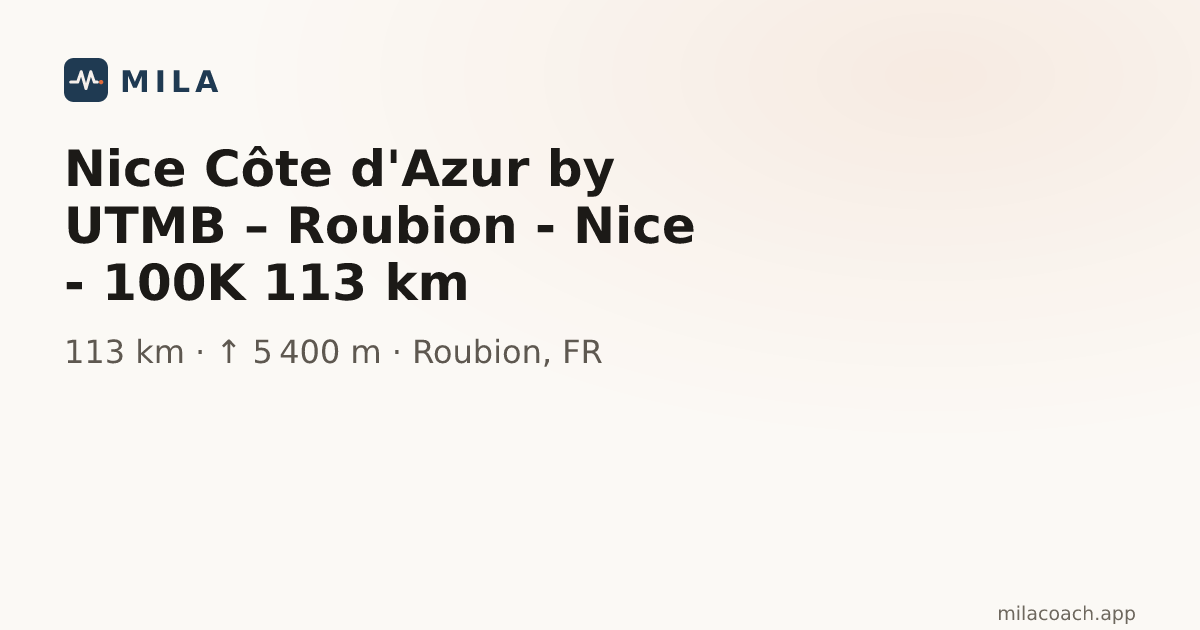 MILA
Nice Côte d'Azur by
UTMB – Roubion - Nice
- 100K 113 km
113 km · ↑ 5 400 m · Roubion, FR
milacoach.app